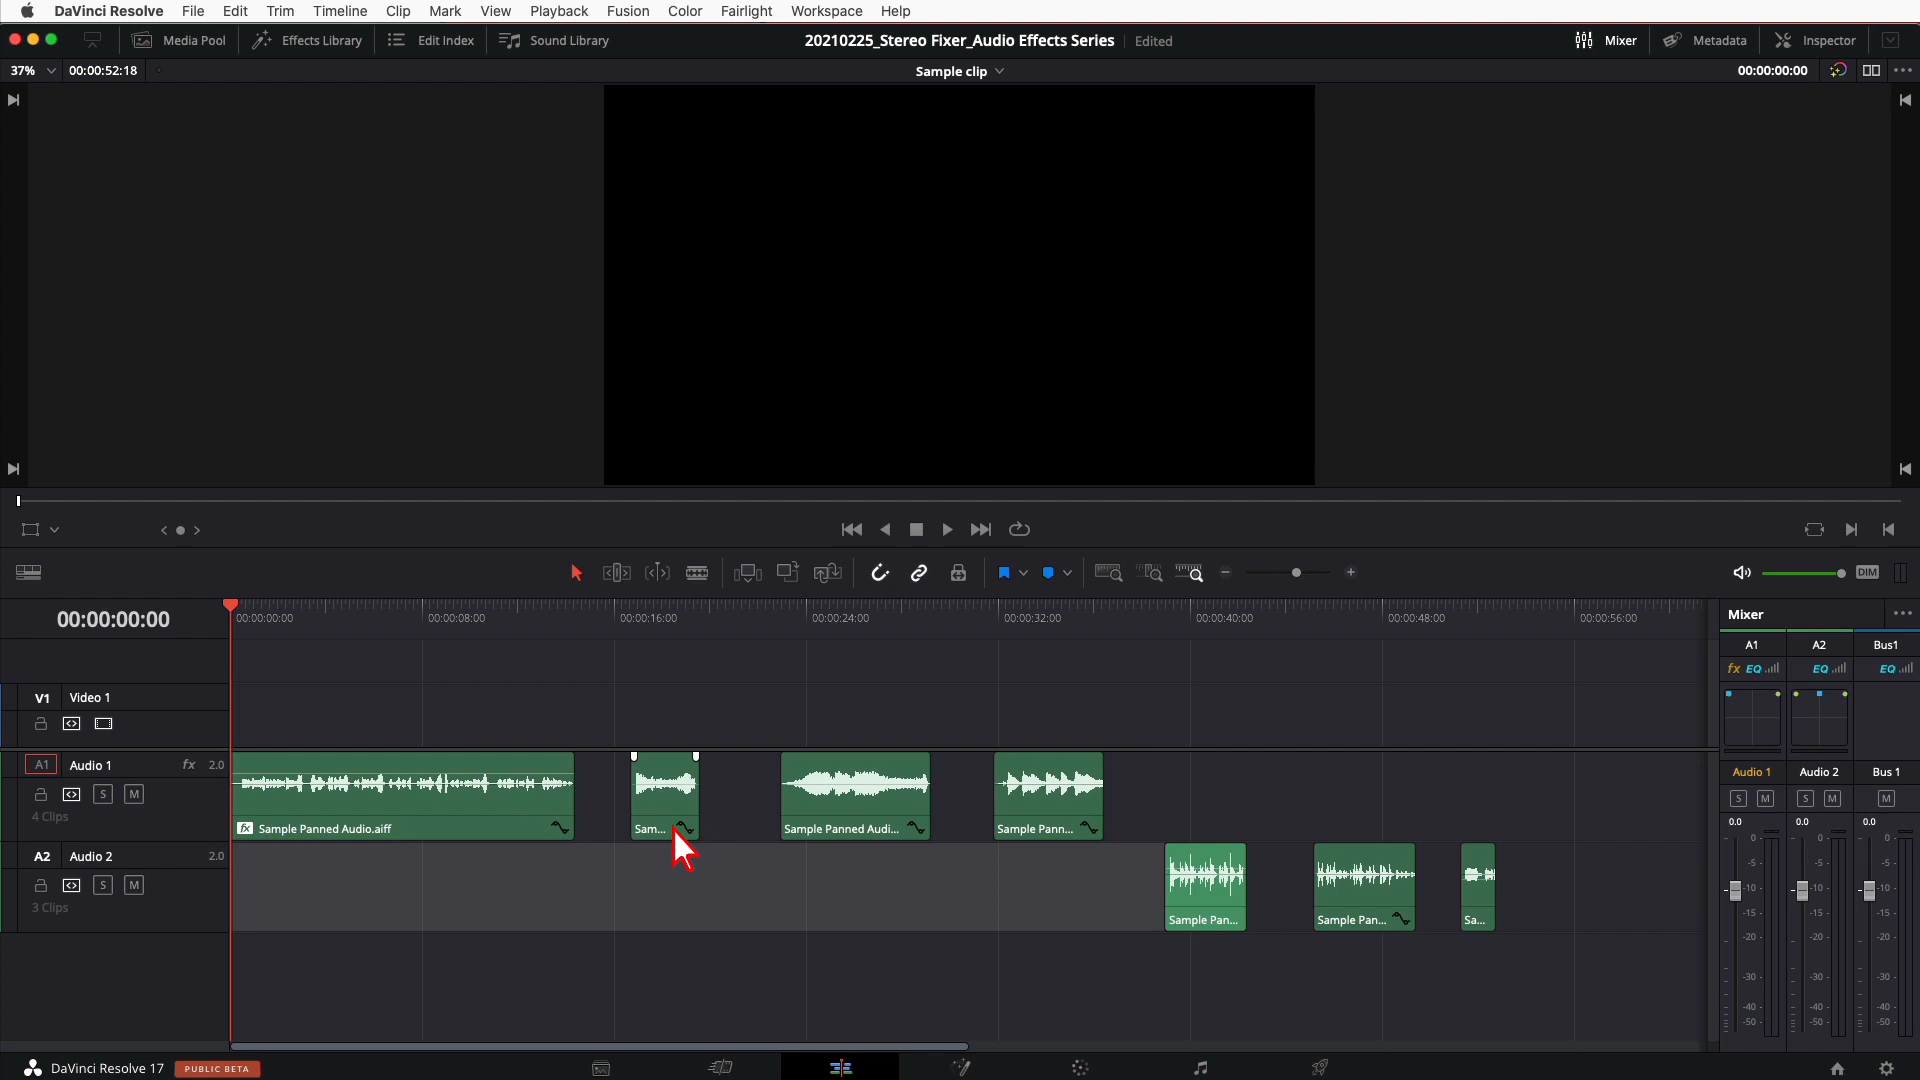 DaVinci Resolve File Edit Trim Timeline Clip Mark View Playback Fusion Color Fairlight Workspace Help
Media Pool Effects Library Edit Index Sound Library 20210225_Stereo Fixer_Audio Effects Series Edited Mixer Metadata Inspector
37% 00:00:52:18 Sample clip 00:00:00:00
DIM
00:00:00:00 00:00:00:00 00:00:08:00 00:00:16:00 00:00:24:00 00:00:32:00 00:00:40:00 00:00:48:00 00:00:56:00 Mixer
A1 A2 Bus1
fx EQ EQ EQ
V1 Video 1
A1 Audio 1 fx 2.0
Audio 1 Audio 2 Bus 1
S M
S M S M M
4 Clips
0.0 0.0 0.0
fx Sample Panned Audio.aiff Sam... Sample Panned Audi... Sample Pann...
A2 Audio 2 2.0
S M
3 Clips
Sample Pan... Sample Pan... Sa...
0- 0- 0-
-5- -5- -5-
-10- -10- -10-
-15- -15- -15-
-20- -20- -20-
-30- -30- -30-
-40- -40- -40-
-50- -50- -50-
DaVinci Resolve 17 PUBLIC BETA